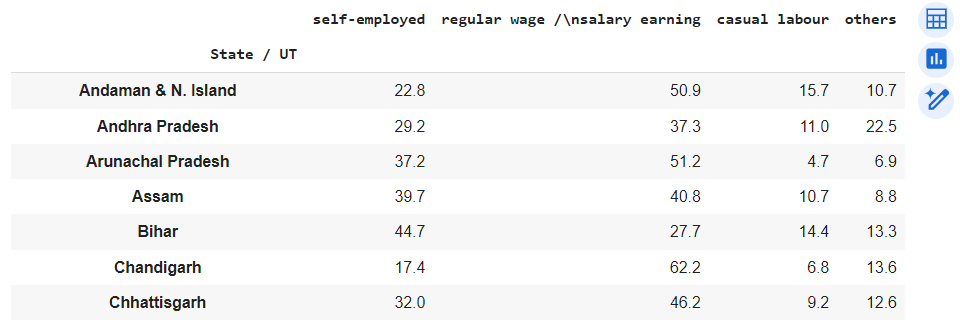 self-employed regular wage /\nsalary earning casual labour others
State / UT
Andaman & N. Island 22.8 50.9 15.7 10.7
Andhra Pradesh 29.2 37.3 11.0 22.5
Arunachal Pradesh 37.2 51.2 4.7 6.9
Assam 39.7 40.8 10.7 8.8
Bihar 44.7 27.7 14.4 13.3
Chandigarh 17.4 62.2 6.8 13.6
Chhattisgarh 32.0 46.2 9.2 12.6